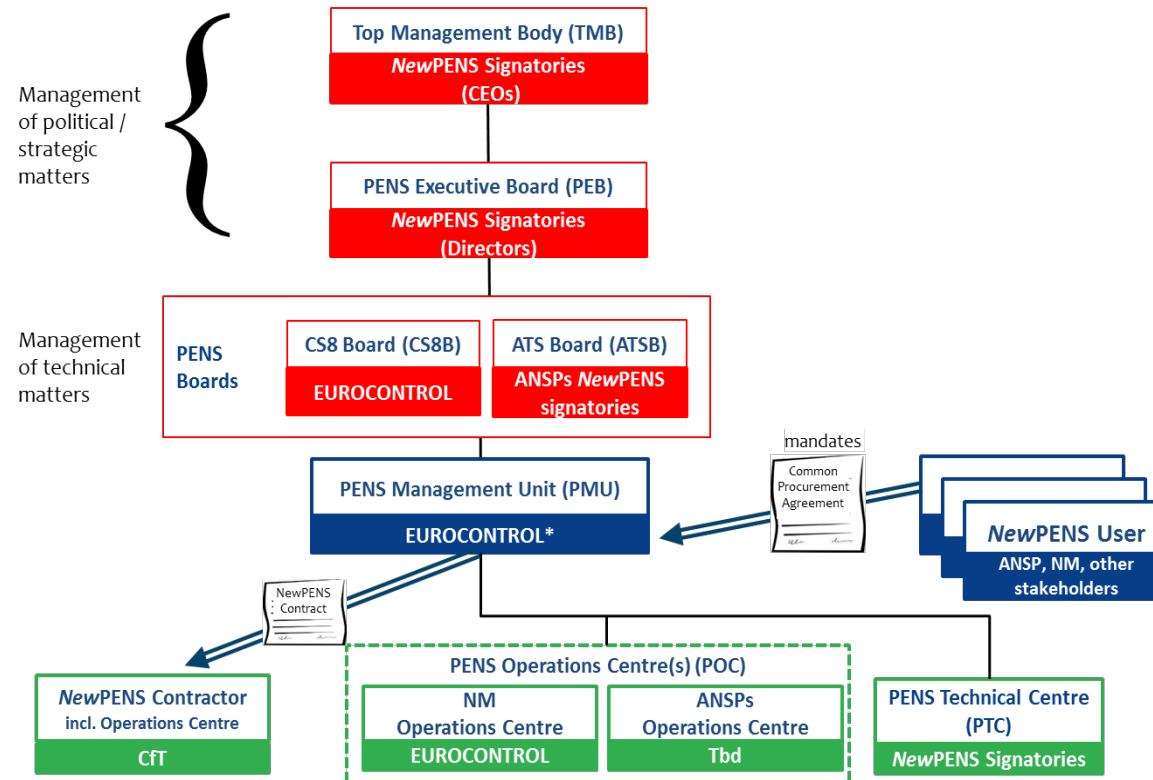 Top Management Body (TMB)
NewPENS Signatories
(CEOs)
Management
of political /
strategic
matters
PENS Executive Board (PEB)
NewPENS Signatories
(Directors)
Management
of technical
matters
PENS
Boards
CS8 Board (CS8B)
EUROCONTROL
ATS Board (ATSB)
ANSPs NewPENS
signatories
mandates
Common
Procurement
Agreement
PENS Management Unit (PMU)
EUROCONTROL*
NewPENS User
ANSP, NM, other
stakeholders
NewPENS
Contract
NewPENS Contractor
incl. Operations Centre
CfT
PENS Operations Centre(s) (POC)
NM
Operations Centre
EUROCONTROL
ANSPs
Operations Centre
Tbd
PENS Technical Centre
(PTC)
NewPENS Signatories